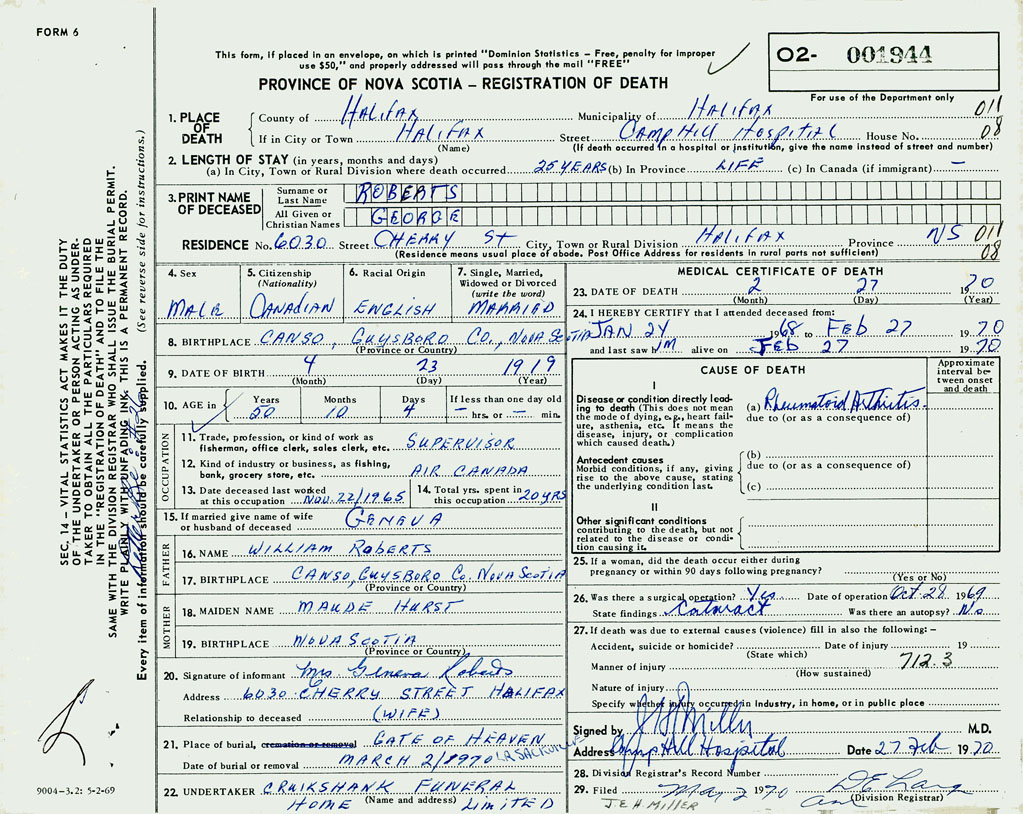 FORM 6
This form, if placed in an envelope, on which is printed "Dominion Statistics – Free, penalty for improper
use $50," and properly addressed will pass through the mail "FREE"
PROVINCE OF NOVA SCOTIA – REGISTRATION OF DEATH
02- 001944
For use of the Department only
1. PLACE OF DEATH
County of Halifax Municipality of Halifax 011
If in City or Town Halifax Street Camp Hill Hospital House No. 08
(Name) (If death occurred in a hospital or institution, give the name instead of street and number)
2. LENGTH OF STAY (in years, months and days)
(a) In City, Town or Rural Division where death occurred 25 YEARS (b) In Province LIFE (c) In Canada (if immigrant) –
3. PRINT NAME OF DECEASED
Surname or Last Name ROBERTS
All Given or Christian Names GEORGE
RESIDENCE No. 6030 Street CHERRY ST City, Town or Rural Division Halifax Province NS 011
(Residence means usual place of abode. Post Office Address for residents in rural parts not sufficient) 08
4. Sex MALE
5. Citizenship (Nationality) CANADIAN
6. Racial Origin ENGLISH
7. Single, Married, Widowed or Divorced (write the word) MARRIED
8. BIRTHPLACE CANSO, GUYSBORO CO., NOVA SCOTIA
(Province or Country)
9. DATE OF BIRTH 4 23 1919
(Month) (Day) (Year)
10. AGE in Years 50 Months 10 Days 4 If less than one day old – hrs. or – min.
OCCUPATION
11. Trade, profession, or kind of work as
fisherman, office clerk, sales clerk, etc. SUPERVISOR
12. Kind of industry or business, as fishing,
bank, grocery store, etc. AIR CANADA
13. Date deceased last worked
at this occupation NOV. 22/1965
14. Total yrs. spent in
this occupation 20 YRS
15. If married give name of wife
or husband of deceased GENEVA
FATHER
16. NAME WILLIAM ROBERTS
17. BIRTHPLACE CANSO, GUYSBORO CO. NOVA SCOTIA
(Province or Country)
MOTHER
18. MAIDEN NAME MAUDE HURST
19. BIRTHPLACE NOVA SCOTIA
(Province or Country)
20. Signature of informant Mrs Geneva Roberts
Address 6030 CHERRY STREET HALIFAX
Relationship to deceased (WIFE)
21. Place of burial, cremation or removal GATE OF HEAVEN LR SACKVILLE
Date of burial or removal MARCH 2/1970
22. UNDERTAKER CRUIKSHANK FUNERAL
HOME (Name and address) LIMITED
MEDICAL CERTIFICATE OF DEATH
23. DATE OF DEATH 2 27 1970
(Month) (Day) (Year)
24. I HEREBY CERTIFY that I attended deceased from:
JAN 24 1968 to FEB 27 1970
and last saw h IM alive on FEB 27 1970
CAUSE OF DEATH
Approximate interval between onset and death
I
Disease or condition directly leading to death (This does not mean the mode of dying, e.g., heart failure, asthenia, etc. It means the disease, injury, or complication which caused death.)
(a) Rheumatoid Arthritis.
due to (or as a consequence of)
Antecedent causes
Morbid conditions, if any, giving rise to the above cause, stating the underlying condition last.
(b)
due to (or as a consequence of)
(c)
II
Other significant conditions
contributing to the death, but not related to the disease or condition causing it.
25. If a woman, did the death occur either during
pregnancy or within 90 days following pregnancy?
(Yes or No)
26. Was there a surgical operation? Yes Date of operation Oct. 28 1969
State findings Cataract Was there an autopsy? No
27. If death was due to external causes (violence) fill in also the following: –
Accident, suicide or homicide? Date of injury 19
(State which) 712.3
Manner of injury
(How sustained)
Nature of injury
Specify whether injury occurred in industry, in home, or in public place
Signed by J H Miller M.D.
Address Camp Hill Hospital Date 27 Feb 1970
28. Division Registrar's Record Number
29. Filed Mar 2 1970
(Division Registrar)
J E H MILLER
SEC. 14 – VITAL STATISTICS ACT MAKES IT THE DUTY
OF THE UNDERTAKER OR PERSON ACTING AS UNDER-
TAKER TO OBTAIN ALL THE PARTICULARS REQUIRED
IN THE "REGISTRATION OF DEATH" AND TO FILE THE
SAME WITH THE DIVISION REGISTRAR WHO SHALL ISSUE THE BURIAL PERMIT.
WRITE PLAINLY WITH UNFADING INK. THIS IS A PERMANENT RECORD.
Every item of information should be carefully supplied. (See reverse side for instructions.)
9004-3.2: 5-2-69